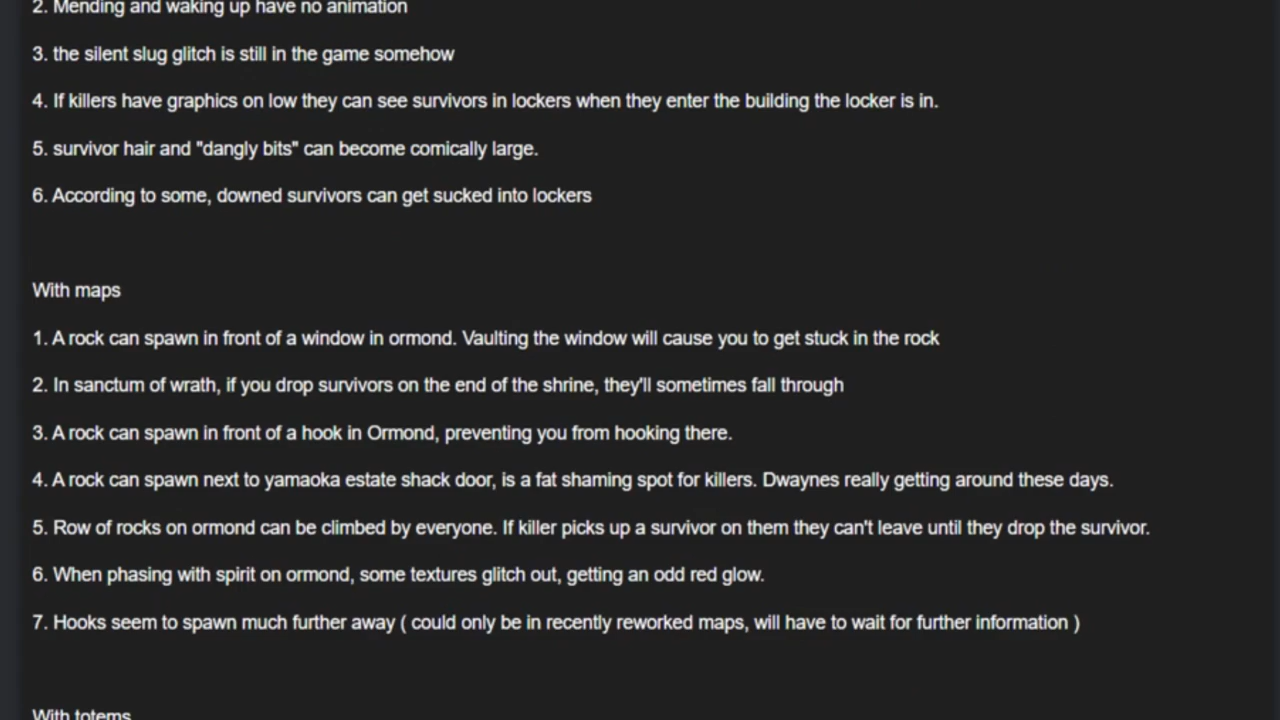 2. Mending and waking up have no animation
3. the silent slug glitch is still in the game somehow
4. If killers have graphics on low they can see survivors in lockers when they enter the building the locker is in.
5. survivor hair and "dangly bits" can become comically large.
6. According to some, downed survivors can get sucked into lockers
With maps
1. A rock can spawn in front of a window in ormond. Vaulting the window will cause you to get stuck in the rock
2. In sanctum of wrath, if you drop survivors on the end of the shrine, they'll sometimes fall through
3. A rock can spawn in front of a hook in Ormond, preventing you from hooking there.
4. A rock can spawn next to yamaoka estate shack door, is a fat shaming spot for killers. Dwaynes really getting around these days.
5. Row of rocks on ormond can be climbed by everyone. If killer picks up a survivor on them they can't leave until they drop the survivor.
6. When phasing with spirit on ormond, some textures glitch out, getting an odd red glow.
7. Hooks seem to spawn much further away ( could only be in recently reworked maps, will have to wait for further information )
With totems